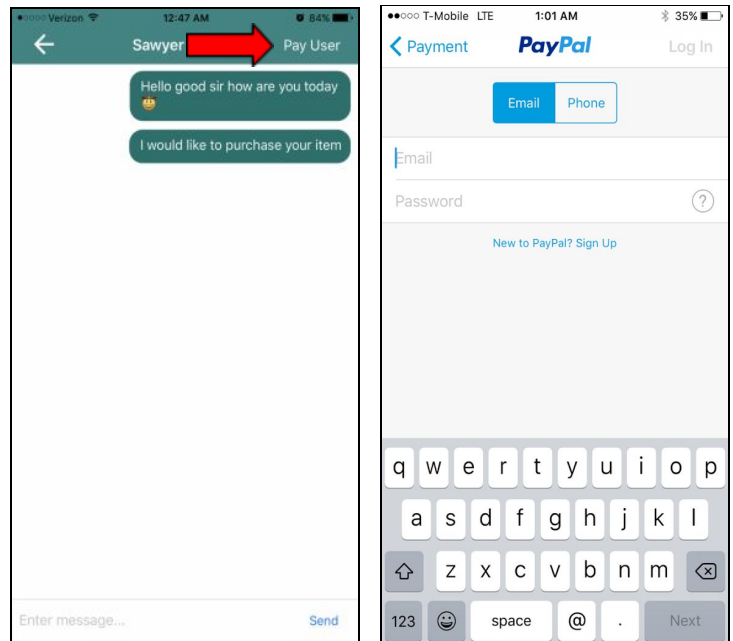 Verizon 12:47 AM 84%
Sawyer Pay User
Hello good sir how are you today
🤠
I would like to purchase your item
Enter message... Send
T-Mobile LTE 1:01 AM 35%
Payment PayPal Log In
Email Phone
Email
Password ?
New to PayPal? Sign Up
q w e r t y u i o p
a s d f g h j k l
z x c v b n m
123 space @ . Next